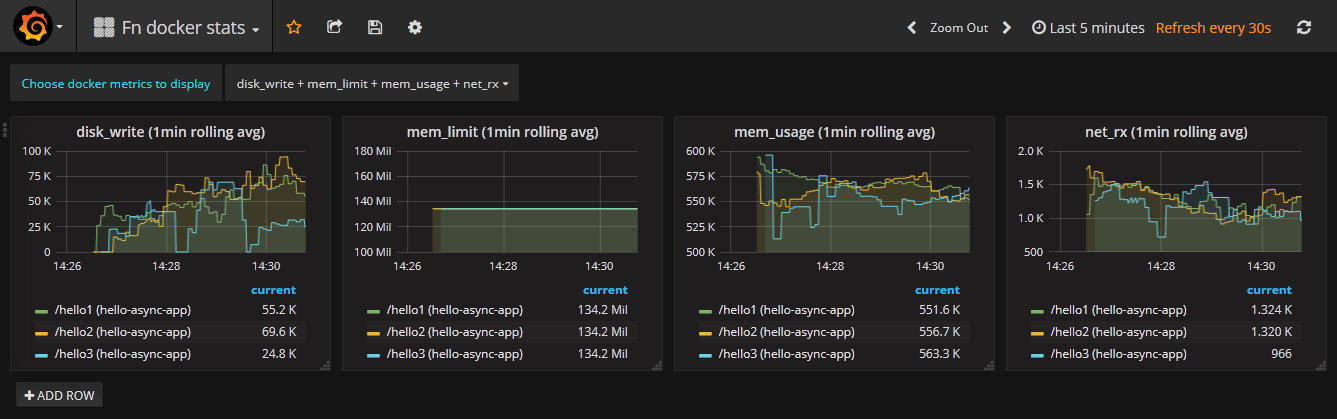 Fn docker stats
Zoom Out Last 5 minutes Refresh every 30s
Choose docker metrics to display disk_write + mem_limit + mem_usage + net_rx
disk_write (1min rolling avg)
100 K
75 K
50 K
25 K
0
14:26 14:28 14:30
current
/hello1 (hello-async-app) 55.2 K
/hello2 (hello-async-app) 69.6 K
/hello3 (hello-async-app) 24.8 K
mem_limit (1min rolling avg)
180 Mil
160 Mil
140 Mil
120 Mil
100 Mil
14:26 14:28 14:30
current
/hello1 (hello-async-app) 134.2 Mil
/hello2 (hello-async-app) 134.2 Mil
/hello3 (hello-async-app) 134.2 Mil
mem_usage (1min rolling avg)
600 K
575 K
550 K
525 K
500 K
14:26 14:28 14:30
current
/hello1 (hello-async-app) 551.6 K
/hello2 (hello-async-app) 556.7 K
/hello3 (hello-async-app) 563.3 K
net_rx (1min rolling avg)
2.0 K
1.5 K
1.0 K
500
14:26 14:28 14:30
current
/hello1 (hello-async-app) 1.324 K
/hello2 (hello-async-app) 1.320 K
/hello3 (hello-async-app) 966
ADD ROW